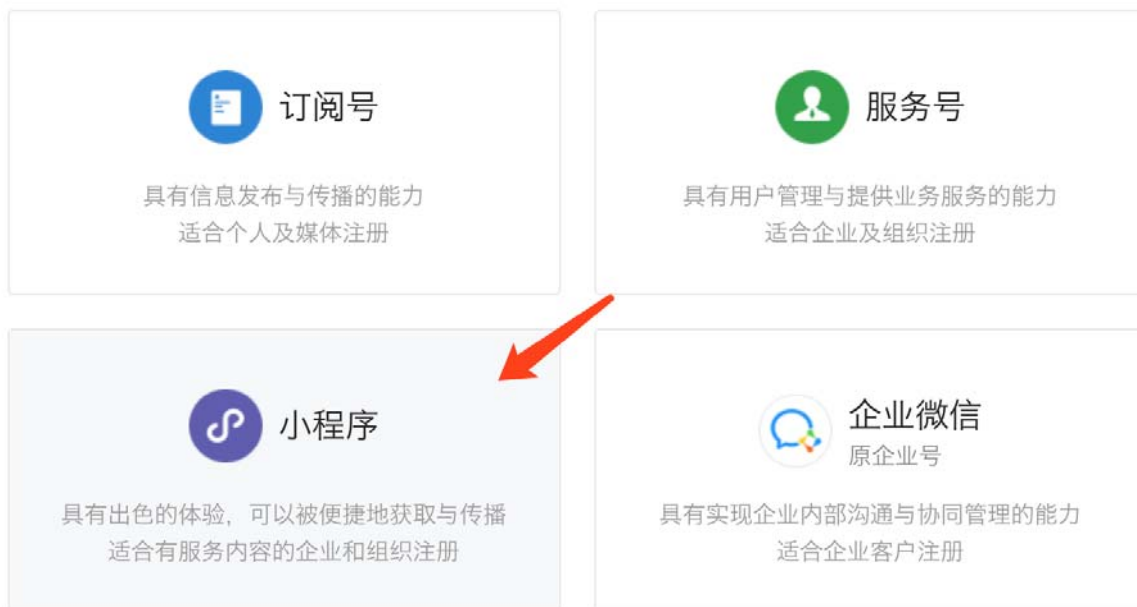 订阅号
具有信息发布与传播的能力
适合个人及媒体注册
服务号
具有用户管理与提供业务服务的能力
适合企业及组织注册
小程序
具有出色的体验，可以被便捷地获取与传播
适合有服务内容的企业和组织注册
企业微信
原企业号
具有实现企业内部沟通与协同管理的能力
适合企业客户注册